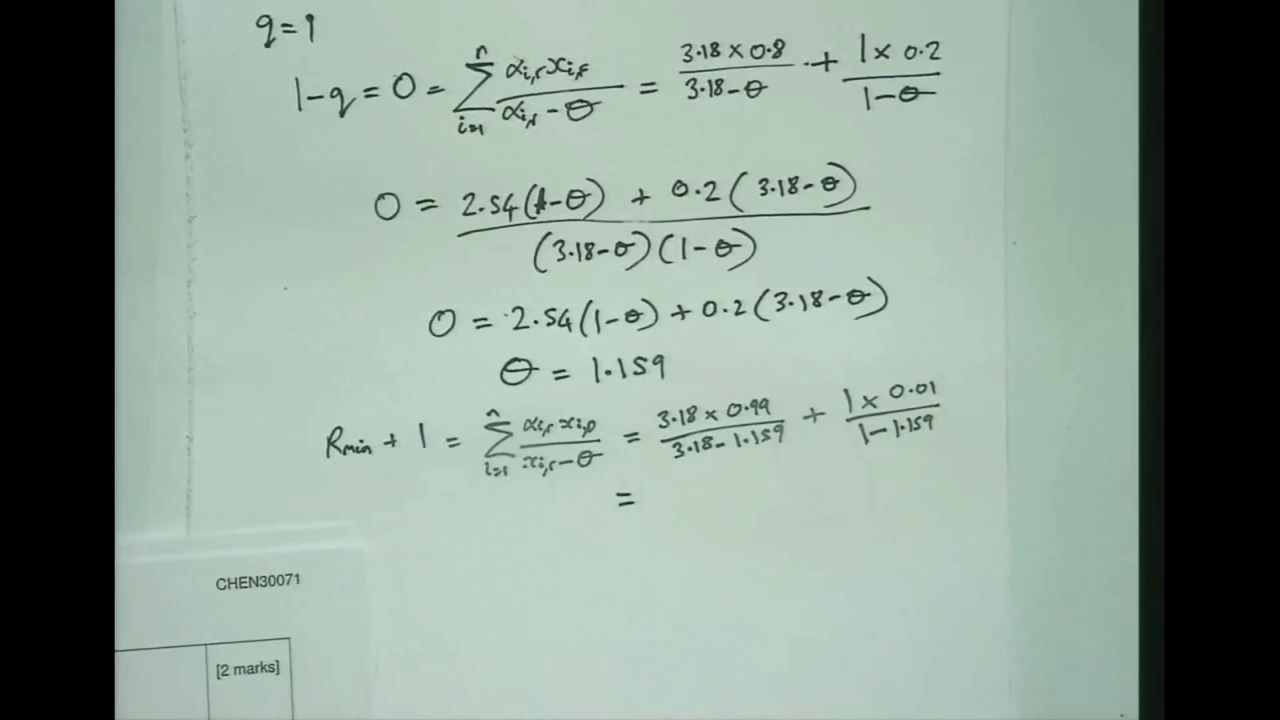 q=1
1-q = 0 = Σ_{i=1}^{n} (α_{i,r} x_{i,F})/(α_{i,r} - θ) = (3.18 × 0.8)/(3.18-θ) + (1 × 0.2)/(1-θ)
0 = (2.54(1-θ) + 0.2(3.18-θ))/((3.18-θ)(1-θ))
0 = 2.54(1-θ) + 0.2(3.18-θ)
θ = 1.159
R_{min} + 1 = Σ_{i=1}^{n} (α_{i,r} x_{i,D})/(x_{i,r} - θ) = (3.18 × 0.99)/(3.18-1.159) + (1 × 0.01)/(1-1.159)
=
CHEN30071
[2 marks]